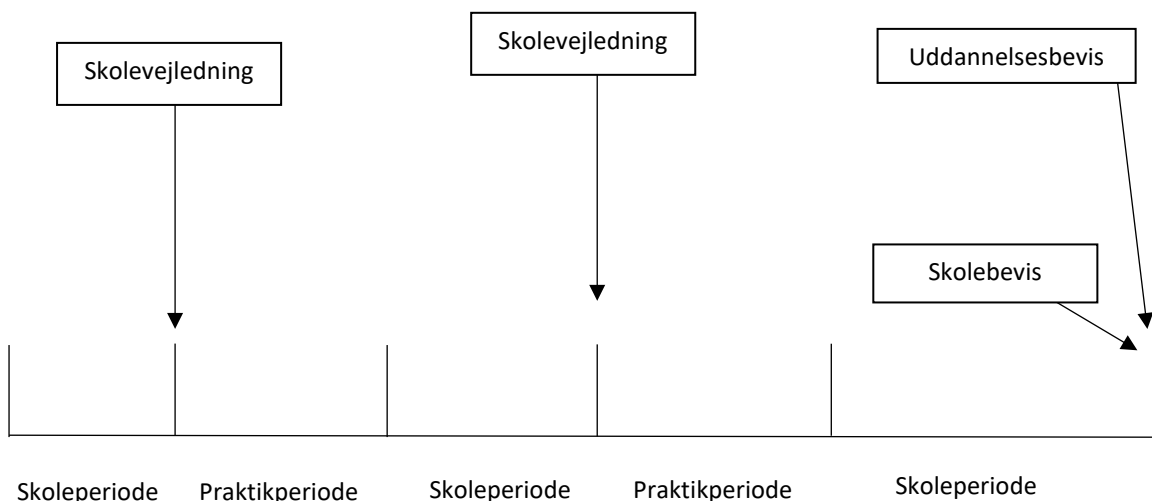 Skolevejledning
Skolevejledning
Uddannelsesbevis
Skolebevis
Skoleperiode
Praktikperiode
Skoleperiode
Praktikperiode
Skoleperiode